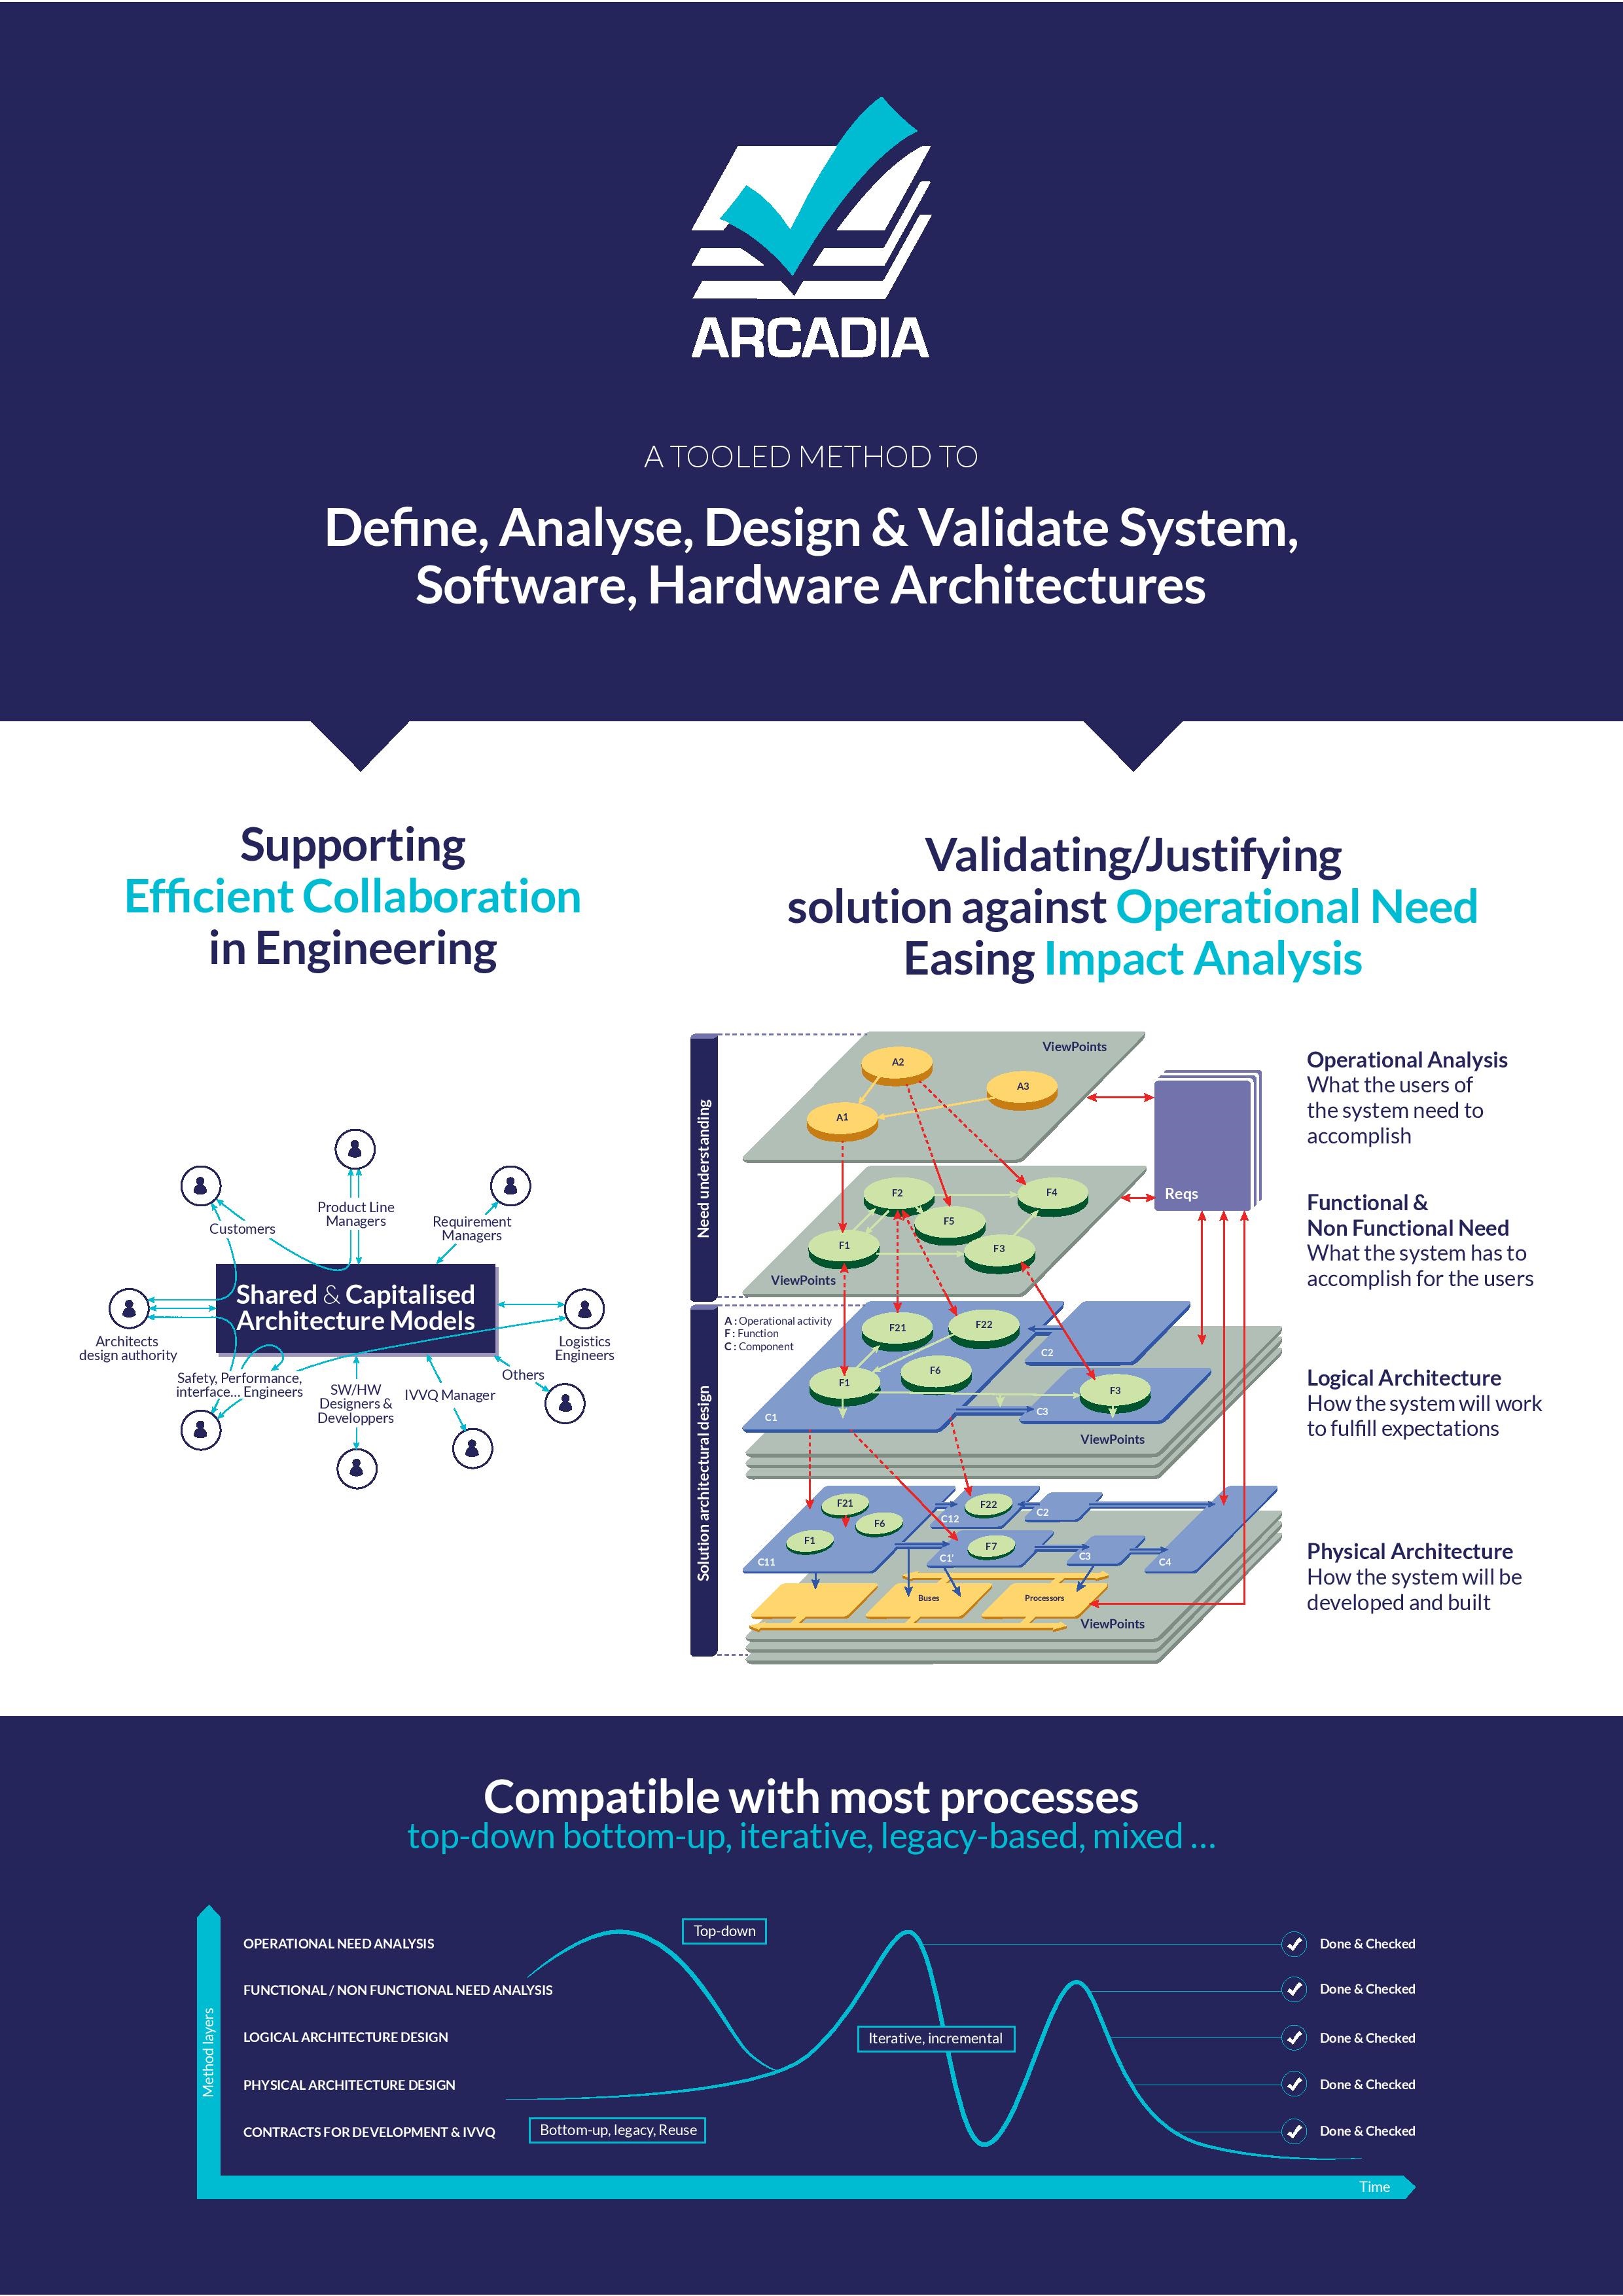 ARCADIA
A TOOLED METHOD TO
Define, Analyse, Design & Validate System,
Software, Hardware Architectures
Supporting
Efficient Collaboration
in Engineering
Customers
Product Line
Managers
Requirement
Managers
Shared & Capitalised
Architecture Models
Architects
design authority
Logistics
Engineers
Safety, Performance,
interface... Engineers
SW/HW
Designers &
Developpers
IVVQ Manager
Others
Validating/Justifying
solution against Operational Need
Easing Impact Analysis
Need understanding
Solution architectural design
ViewPoints
A2
A3
A1
Reqs
F2
F4
F5
F1
F3
ViewPoints
A : Operational activity
F : Function
C : Component
F21
F22
C2
F6
F1
F3
C1
C3
ViewPoints
F21
F22
F6
C12
C2
F1
F7
C11
C1'
C3
C4
Buses
Processors
ViewPoints
Operational Analysis
What the users of
the system need to
accomplish
Functional &
Non Functional Need
What the system has to
accomplish for the users
Logical Architecture
How the system will work
to fulfill expectations
Physical Architecture
How the system will be
developed and built
Compatible with most processes
top-down bottom-up, iterative, legacy-based, mixed ...
Method layers
OPERATIONAL NEED ANALYSIS
Top-down
Done & Checked
FUNCTIONAL / NON FUNCTIONAL NEED ANALYSIS
Done & Checked
LOGICAL ARCHITECTURE DESIGN
Iterative, incremental
Done & Checked
PHYSICAL ARCHITECTURE DESIGN
Done & Checked
CONTRACTS FOR DEVELOPMENT & IVVQ
Bottom-up, legacy, Reuse
Done & Checked
Time